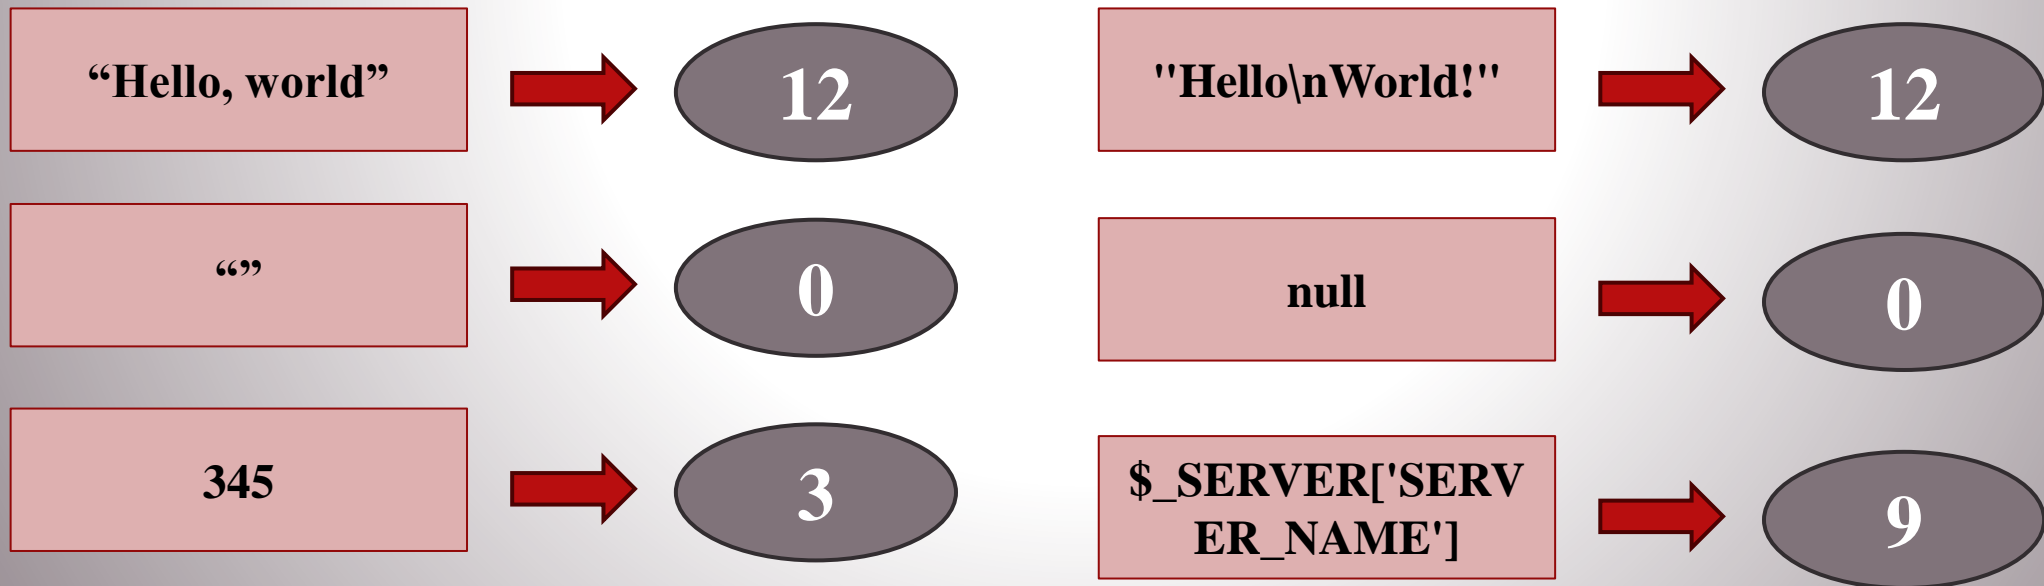 “Hello, world”
12
"Hello\nWorld!"
12
“”
0
null
0
345
3
$_SERVER['SERV
ER_NAME']
9